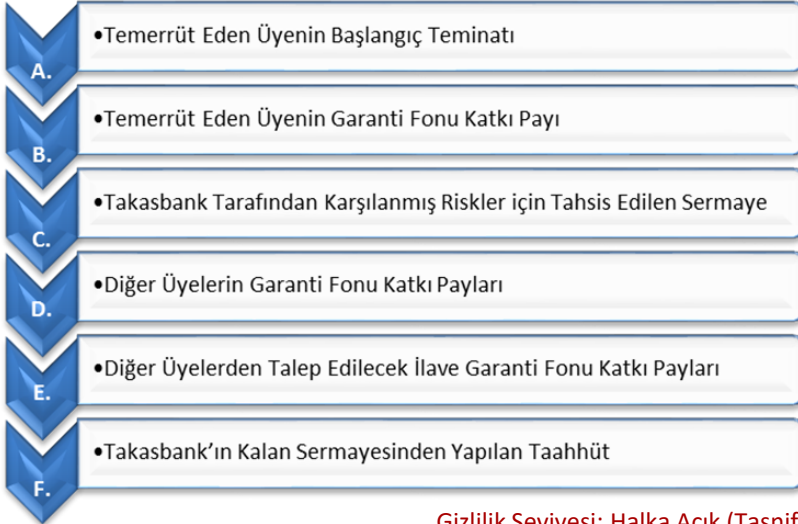 A. •Temerrüt Eden Üyenin Başlangıç Teminatı
B. •Temerrüt Eden Üyenin Garanti Fonu Katkı Payı
C. •Takasbank Tarafından Karşılanmış Riskler için Tahsis Edilen Sermaye
D. •Diğer Üyelerin Garanti Fonu Katkı Payları
E. •Diğer Üyelerden Talep Edilecek İlave Garanti Fonu Katkı Payları
F. •Takasbank’ın Kalan Sermayesinden Yapılan Taahhüt
Gizlilik Seviyesi: Halka Açık (Tasnif